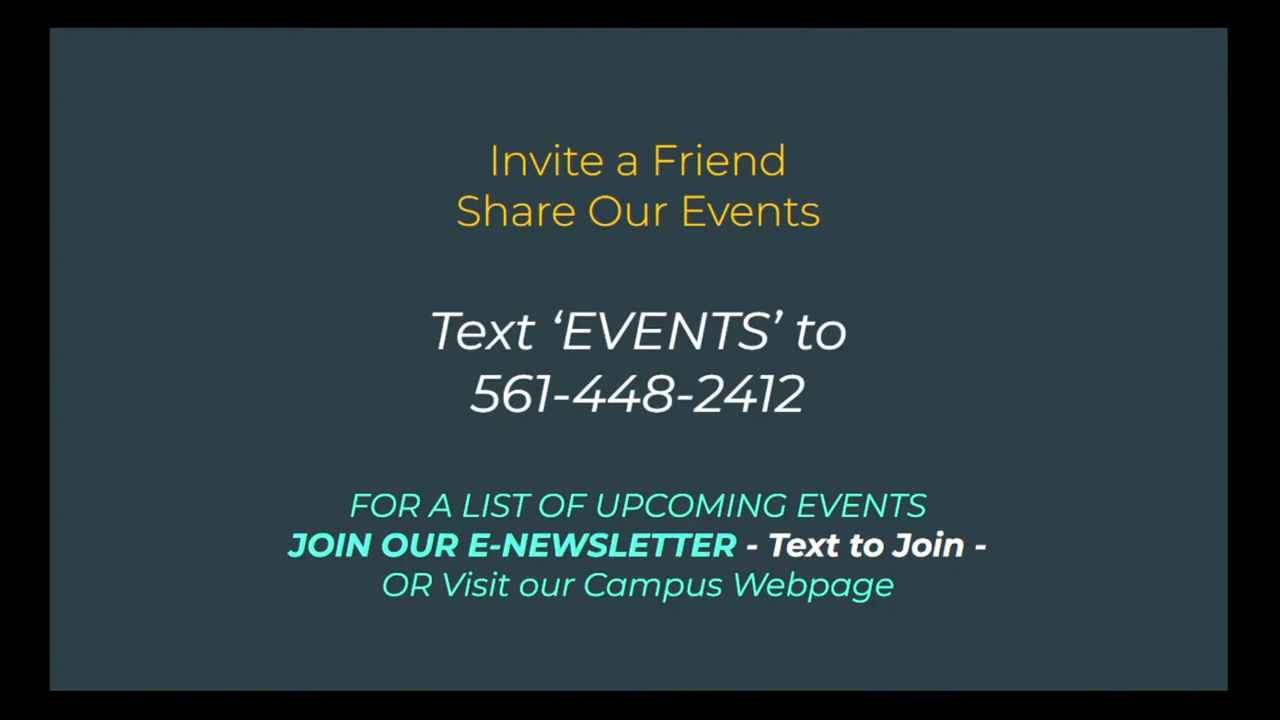 Invite a Friend
Share Our Events
Text ‘EVENTS’ to
561-448-2412
FOR A LIST OF UPCOMING EVENTS
JOIN OUR E-NEWSLETTER - Text to Join -
OR Visit our Campus Webpage